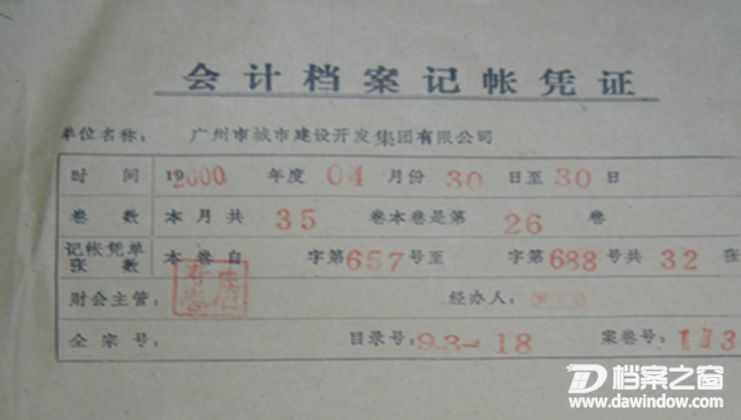 会计档案记帐凭证
单位名称: 广州市城市建设开发集团有限公司
时 间 19 2000 年度 04 月份 30 日至 30 日
卷 数 本月共 35 卷本卷是第 26 卷
记帐凭单张 数 本卷自 字第 657 号至 字第 688 号共 32 张
财会主管: 经办人:
全宗号: 目录号: 9.3-18 案卷号: 113
档案之窗
www.dawindow.com